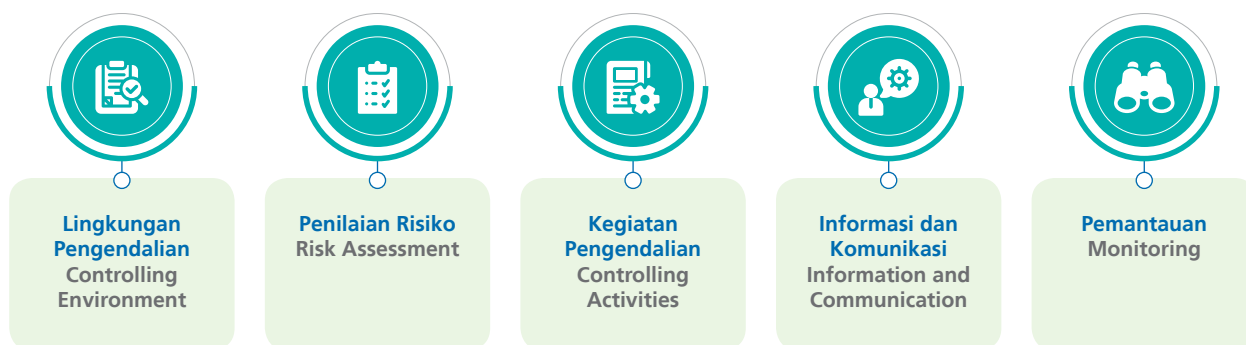 Lingkungan
Pengendalian
Controlling
Environment
Penilaian Risiko
Risk Assessment
Kegiatan
Pengendalian
Controlling
Activities
Informasi dan
Komunikasi
Information and
Communication
Pemantauan
Monitoring